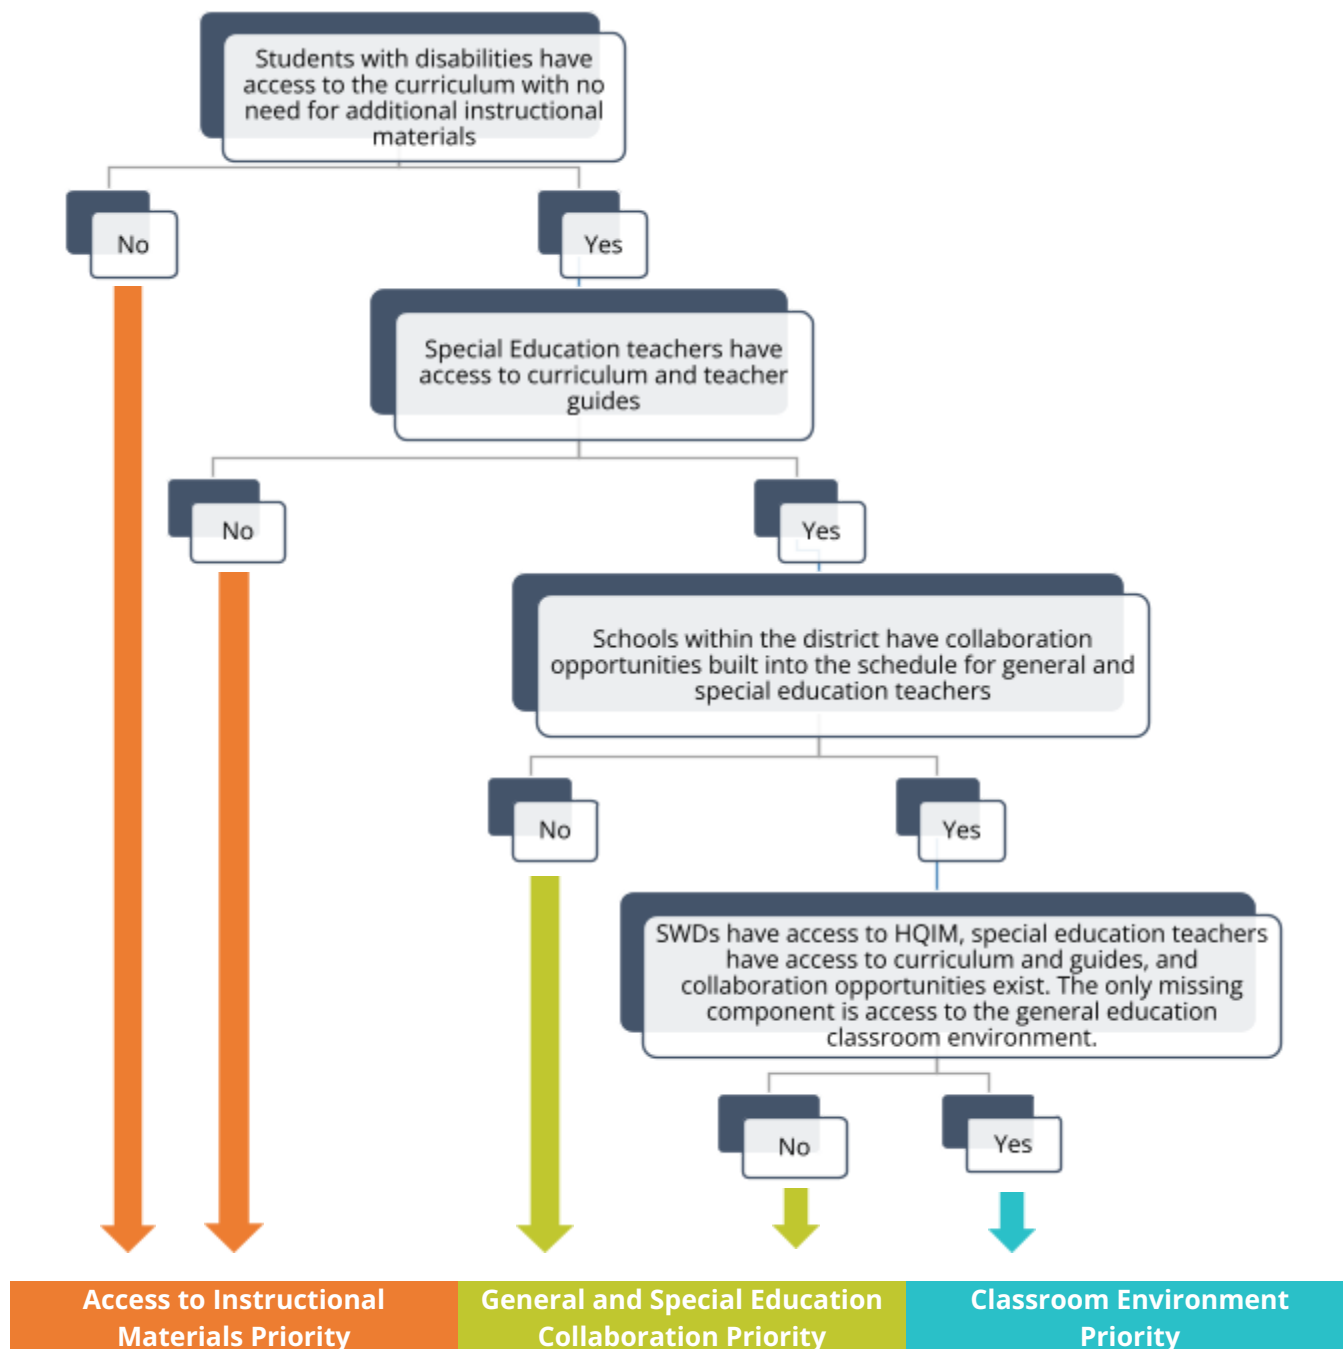 Students with disabilities have
access to the curriculum with no
need for additional instructional
materials
No
Yes
Special Education teachers have
access to curriculum and teacher
guides
No
Yes
Schools within the district have collaboration
opportunities built into the schedule for general and
special education teachers
No
Yes
SWDs have access to HQIM, special education teachers
have access to curriculum and guides, and
collaboration opportunities exist. The only missing
component is access to the general education
classroom environment.
No
Yes
Access to Instructional
Materials Priority
General and Special Education
Collaboration Priority
Classroom Environment
Priority